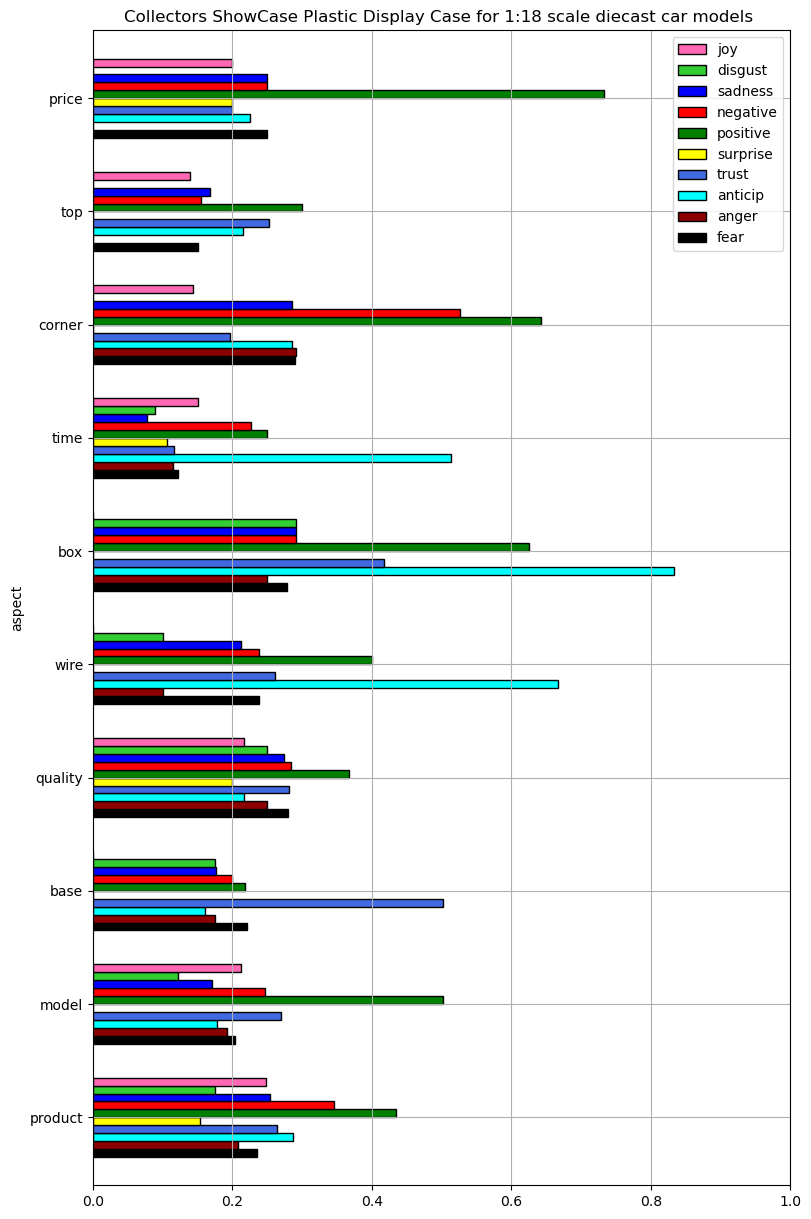 Collectors ShowCase Plastic Display Case for 1:18 scale diecast car models
joy
disgust
sadness
negative
positive
surprise
trust
anticip
anger
fear
price
top
corner
time
box
wire
quality
base
model
product
aspect
0.0 0.2 0.4 0.6 0.8 1.0